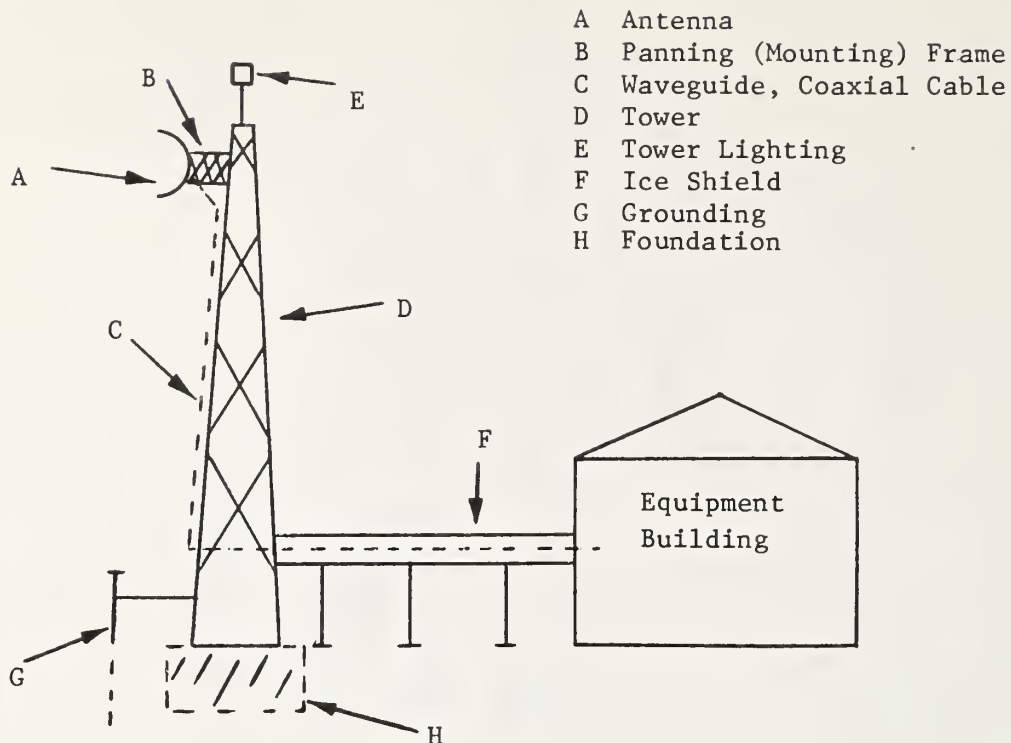 A Antenna
B Panning (Mounting) Frame
C Waveguide, Coaxial Cable
D Tower
E Tower Lighting
F Ice Shield
G Grounding
H Foundation
B
E
A
D
C
F
Equipment
Building
G
H